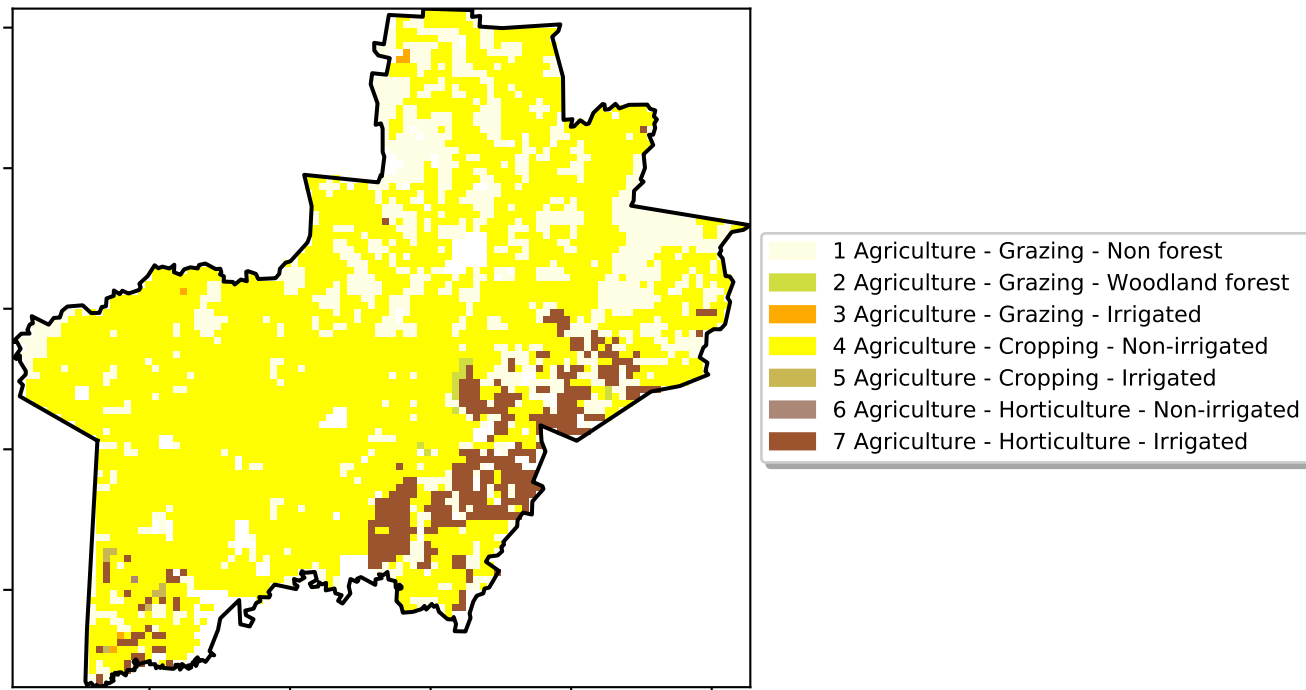 1 Agriculture - Grazing - Non forest
2 Agriculture - Grazing - Woodland forest
3 Agriculture - Grazing - Irrigated
4 Agriculture - Cropping - Non-irrigated
5 Agriculture - Cropping - Irrigated
6 Agriculture - Horticulture - Non-irrigated
7 Agriculture - Horticulture - Irrigated